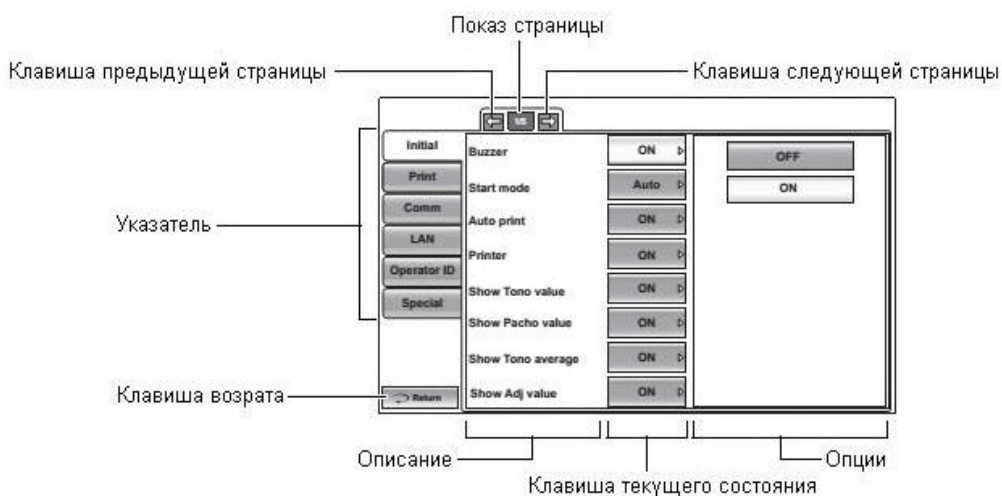 Показ страницы
Клавиша предыдущей страницы
Клавиша следующей страницы
Указатель
Initial
Print
Comm
LAN
Operator ID
Special
Клавиша возрата
Return
Buzzer ON
Start mode Auto
Auto print ON
Printer ON
Show Tono value ON
Show Pacho value ON
Show Tono average ON
Show Adj value ON
OFF
ON
Описание
Клавиша текущего состояния
Опции